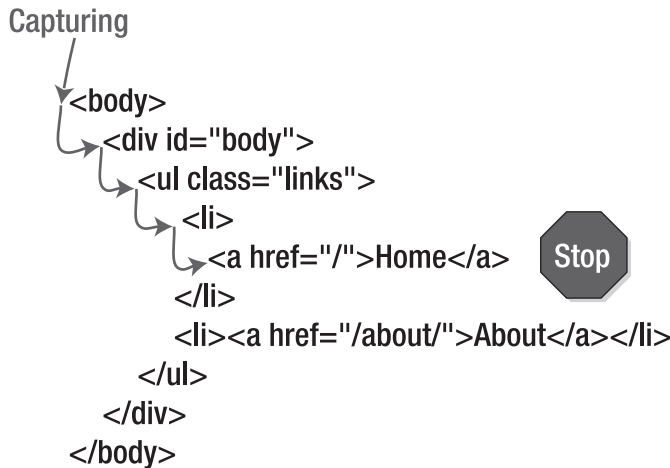 Capturing
<body>
<div id="body">
<ul class="links">
<li>
<a href="/">Home</a>
Stop
</li>
<li><a href="/about/">About</a></li>
</ul>
</div>
</body>